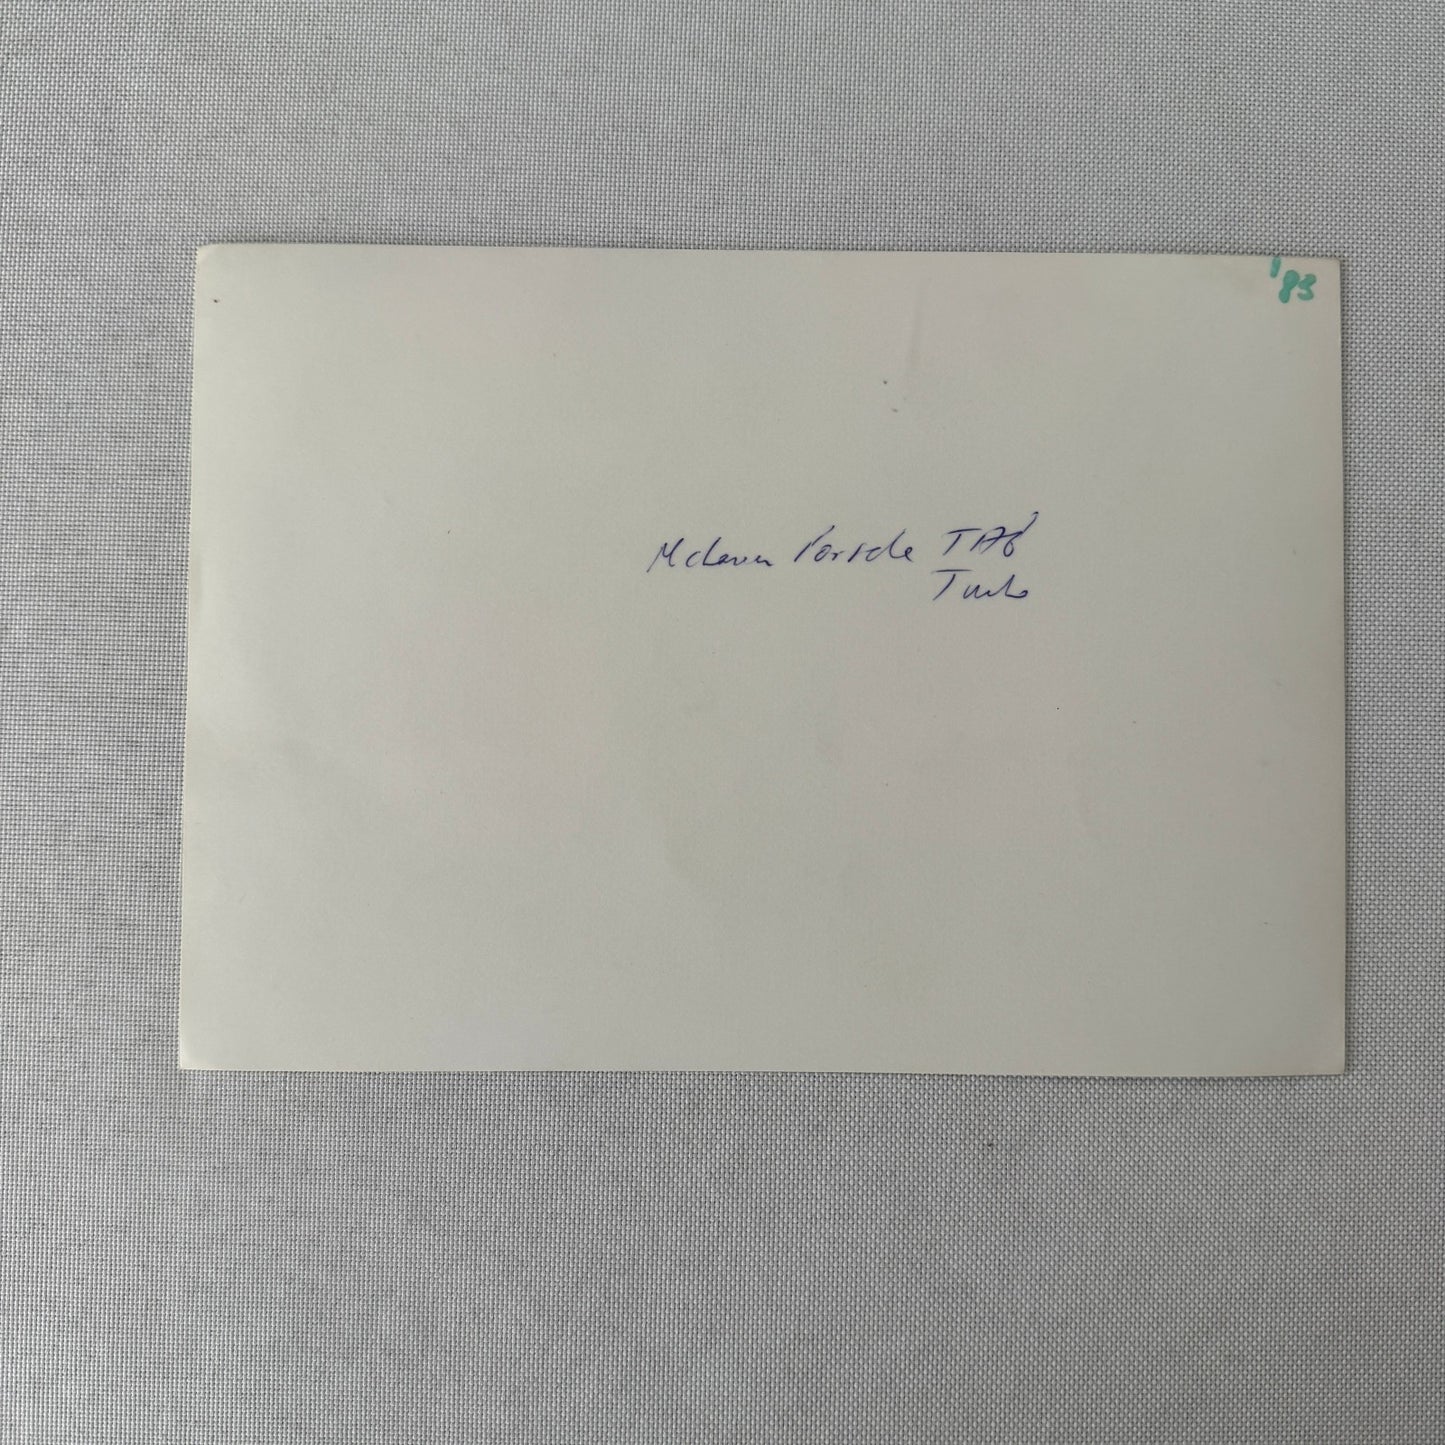 '83
McLaren Porsche TAG
Turbo